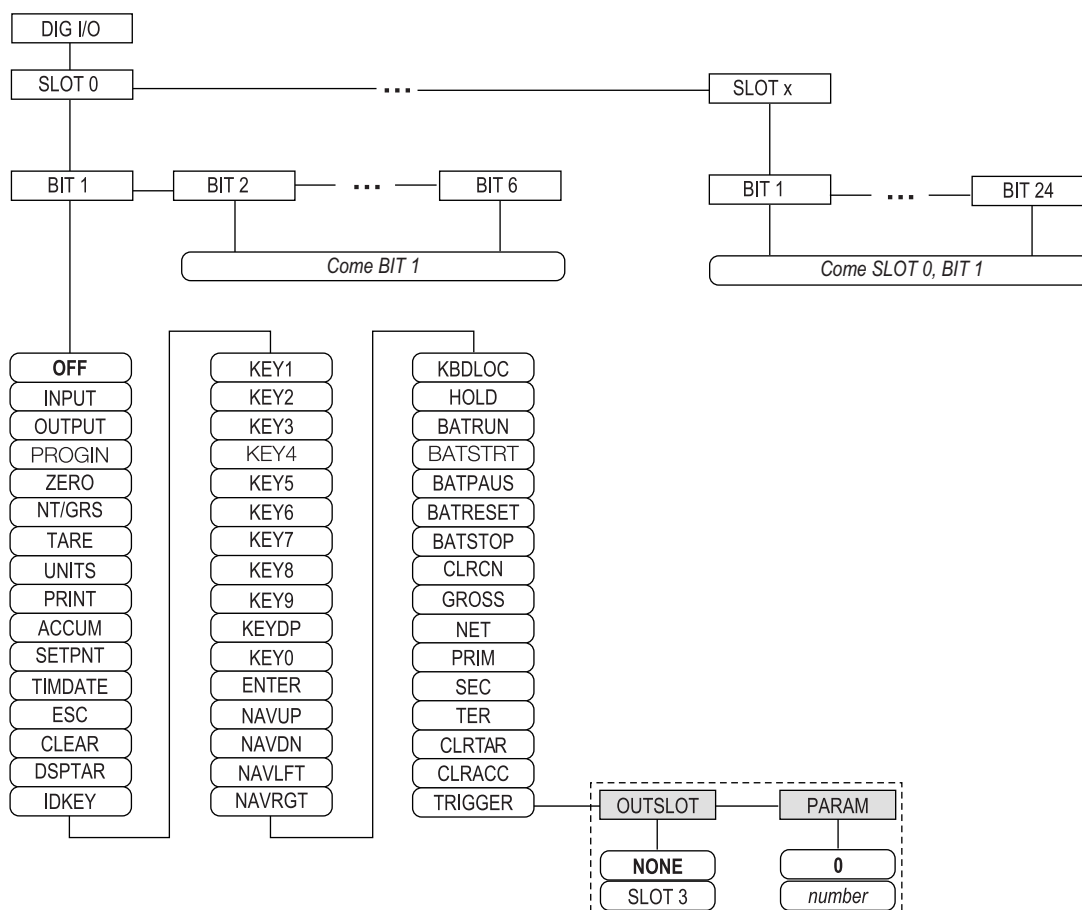 DIG I/O
SLOT 0
...
SLOT x
BIT 1
BIT 2
...
BIT 6
BIT 1
...
BIT 24
Come BIT 1
Come SLOT 0, BIT 1
OFF
INPUT
OUTPUT
PROGIN
ZERO
NT/GRS
TARE
UNITS
PRINT
ACCUM
SETPNT
TIMDATE
ESC
CLEAR
DSPTAR
IDKEY
KEY1
KEY2
KEY3
KEY4
KEY5
KEY6
KEY7
KEY8
KEY9
KEYDP
KEY0
ENTER
NAVUP
NAVDN
NAVLFT
NAVRGT
KBDLOC
HOLD
BATRUN
BATSTRT
BATPAUS
BATRESET
BATSTOP
CLRCN
GROSS
NET
PRIM
SEC
TER
CLRTAR
CLRACC
TRIGGER
OUTSLOT
PARAM
NONE
SLOT 3
0
number